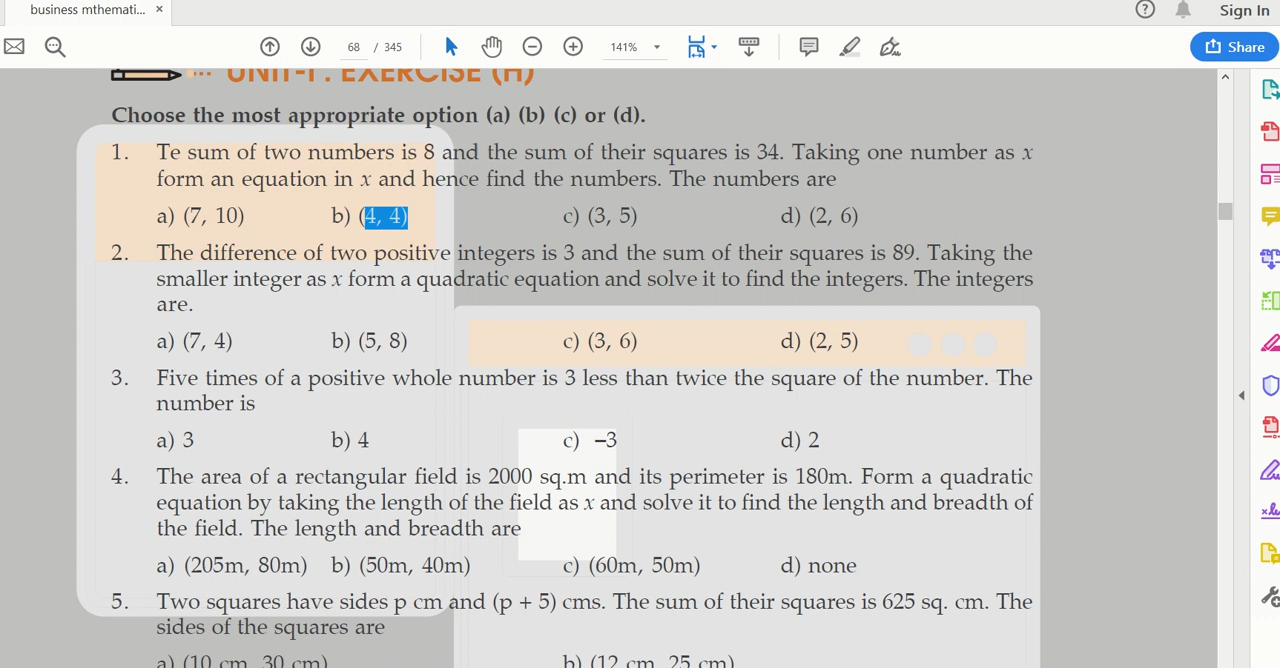 business mthemati... ×
Sign In
68 / 345
141%
Share
UNIT-I : EXERCISE (H)
Choose the most appropriate option (a) (b) (c) or (d).
1. Te sum of two numbers is 8 and the sum of their squares is 34. Taking one number as x
form an equation in x and hence find the numbers. The numbers are
a) (7, 10) b) (4, 4) c) (3, 5) d) (2, 6)
2. The difference of two positive integers is 3 and the sum of their squares is 89. Taking the
smaller integer as x form a quadratic equation and solve it to find the integers. The integers
are.
a) (7, 4) b) (5, 8) c) (3, 6) d) (2, 5)
3. Five times of a positive whole number is 3 less than twice the square of the number. The
number is
a) 3 b) 4 c) –3 d) 2
4. The area of a rectangular field is 2000 sq.m and its perimeter is 180m. Form a quadratic
equation by taking the length of the field as x and solve it to find the length and breadth of
the field. The length and breadth are
a) (205m, 80m) b) (50m, 40m) c) (60m, 50m) d) none
5. Two squares have sides p cm and (p + 5) cms. The sum of their squares is 625 sq. cm. The
sides of the squares are
a) (10 cm, 30 cm) b) (12 cm, 25 cm)